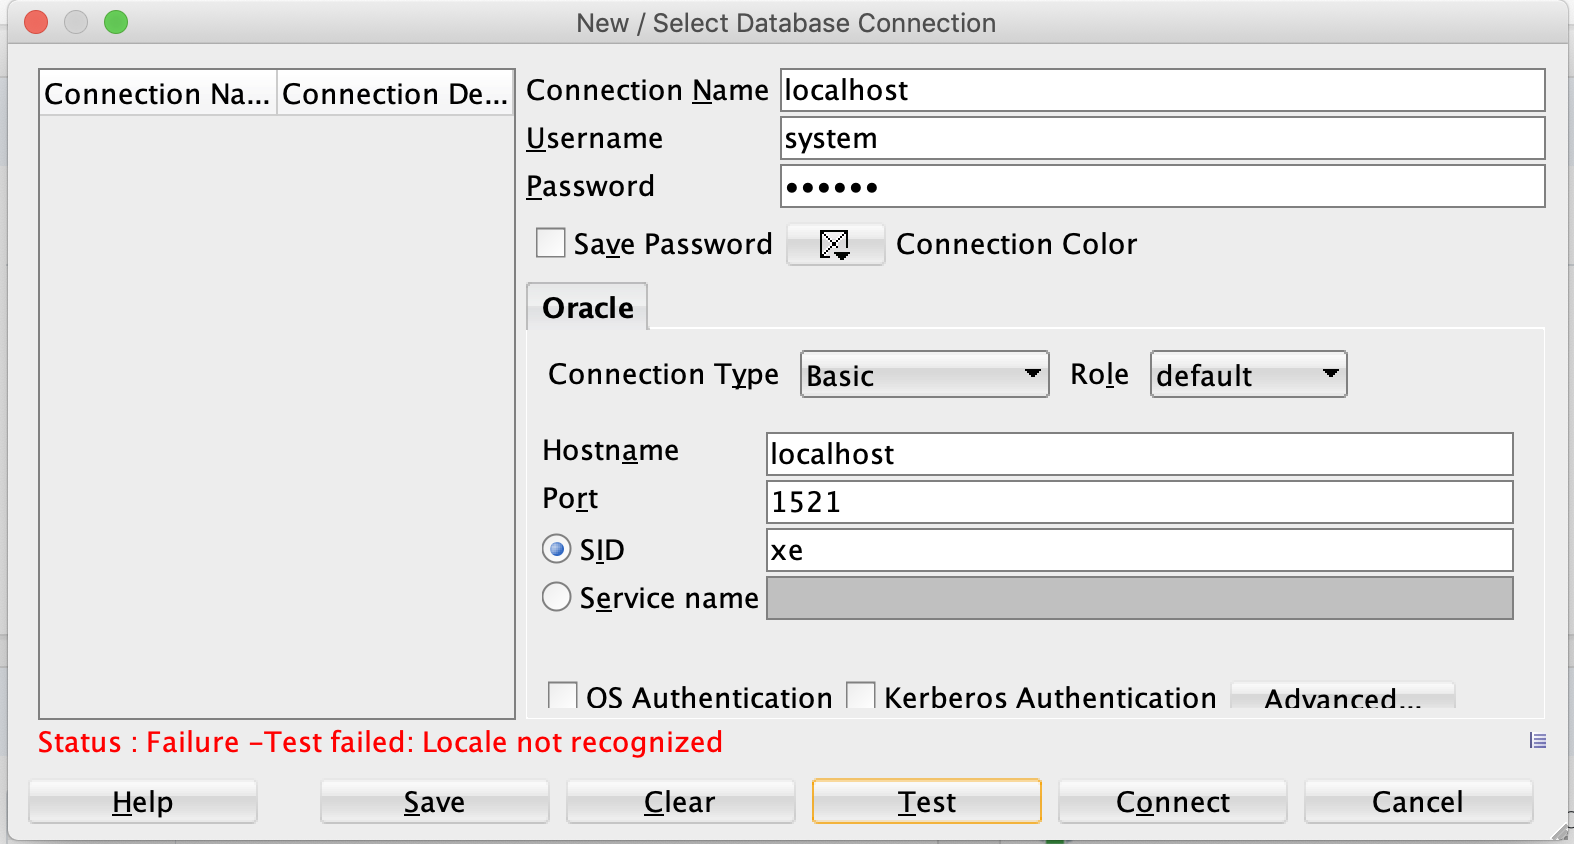 New / Select Database Connection
Connection Na... Connection De...
Connection Name localhost
Username system
Password ••••••
Save Password Connection Color
Oracle
Connection Type Basic Role default
Hostname localhost
Port 1521
SID xe
Service name
OS Authentication Kerberos Authentication Advanced...
Status : Failure -Test failed: Locale not recognized
Help Save Clear Test Connect Cancel